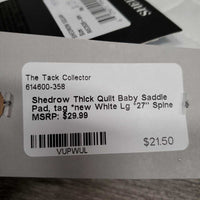 The Tack Collector
614600-358
Shedrow Thick Quilt Baby Saddle
Pad, tag *new White Lg *27" Spine
MSRP: $29.99
$21.50
VUPWUL